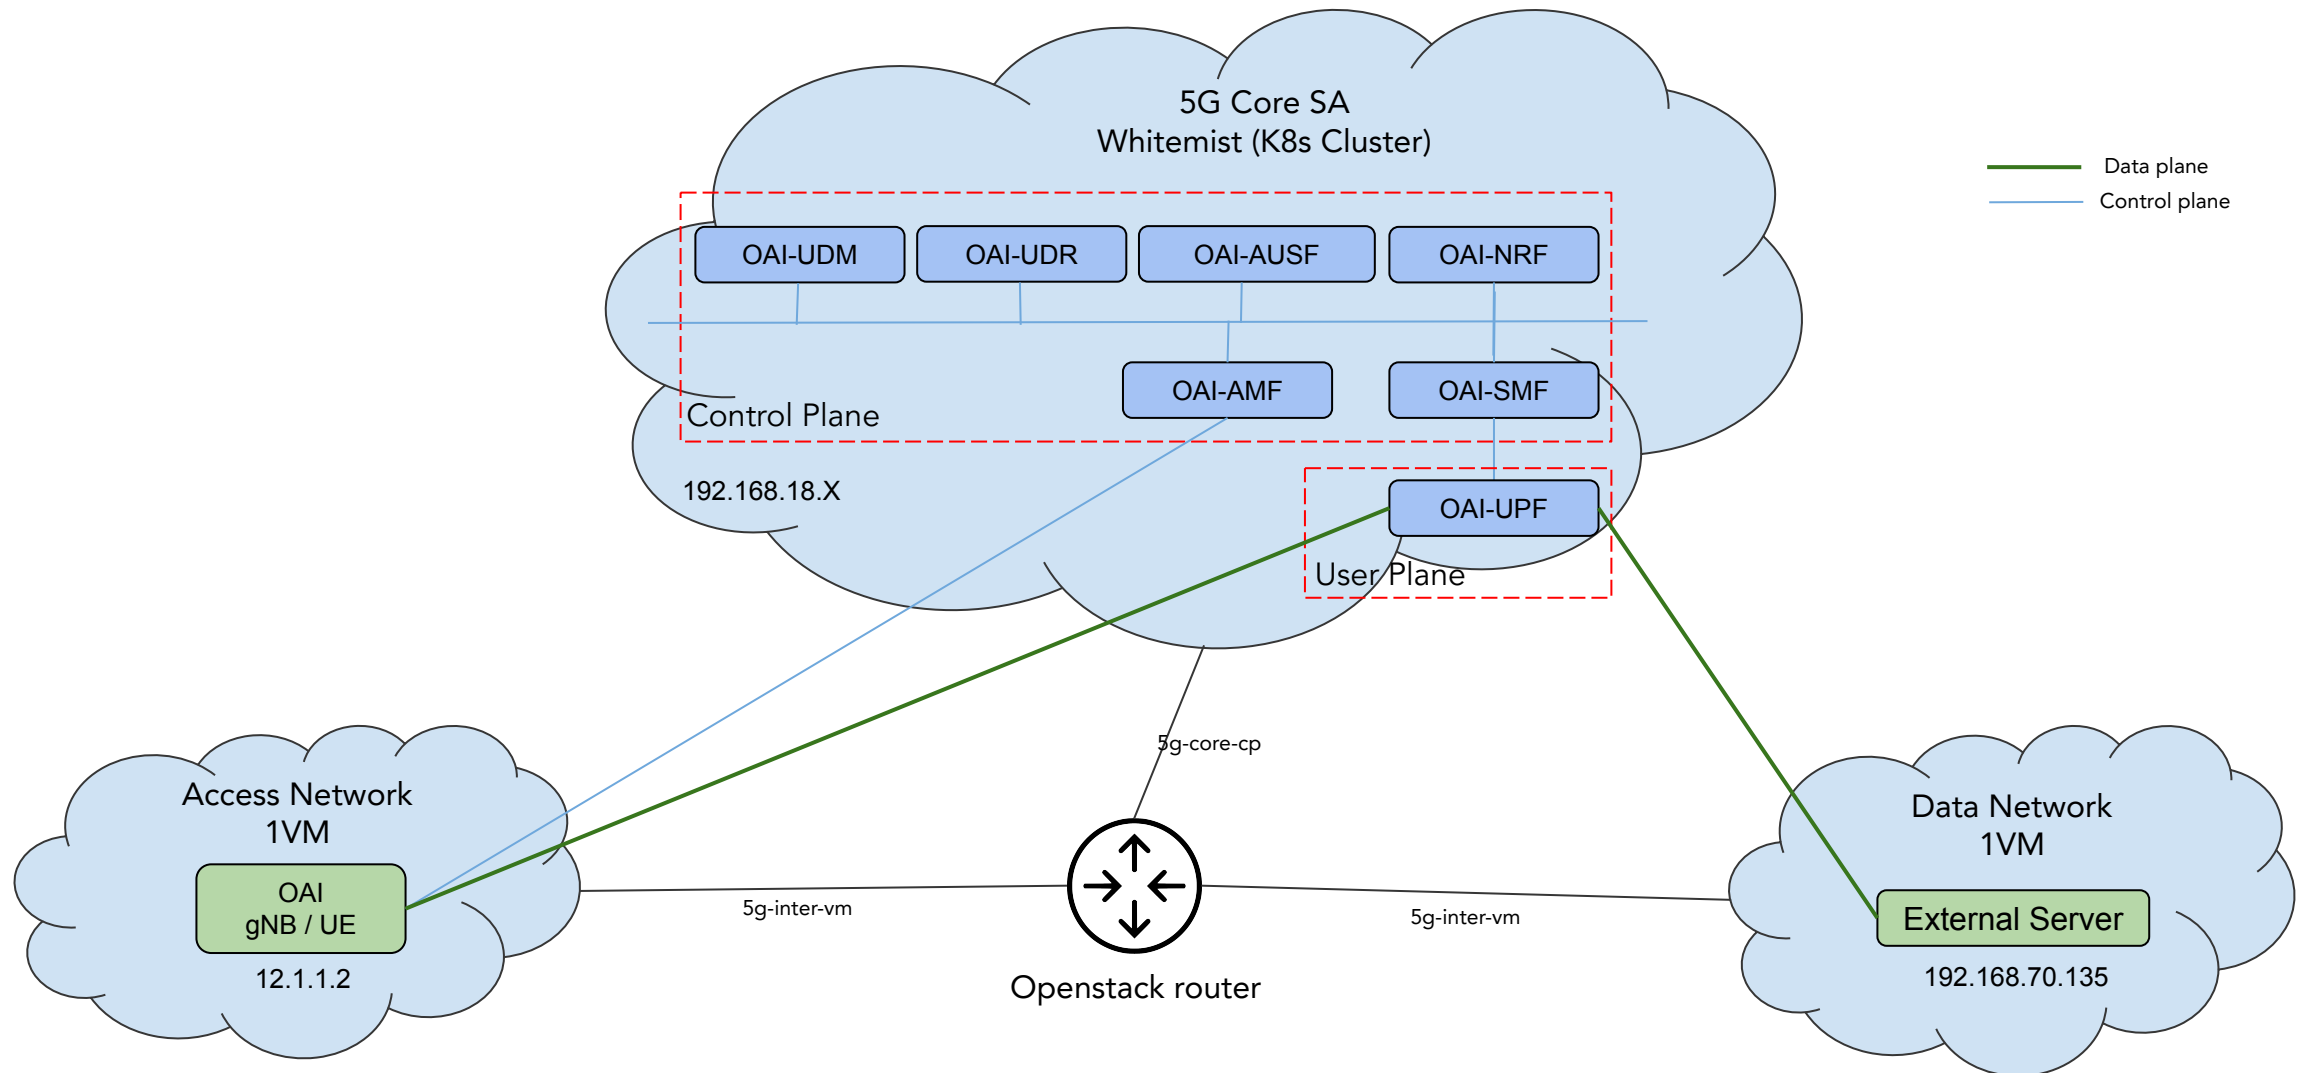 5G Core SA
Whitemist (K8s Cluster)
Data plane
Control plane
OAI-UDM
OAI-UDR
OAI-AUSF
OAI-NRF
OAI-AMF
OAI-SMF
Control Plane
192.168.18.X
OAI-UPF
User Plane
5g-core-cp
Access Network
1VM
OAI
gNB / UE
12.1.1.2
5g-inter-vm
Openstack router
5g-inter-vm
Data Network
1VM
External Server
192.168.70.135